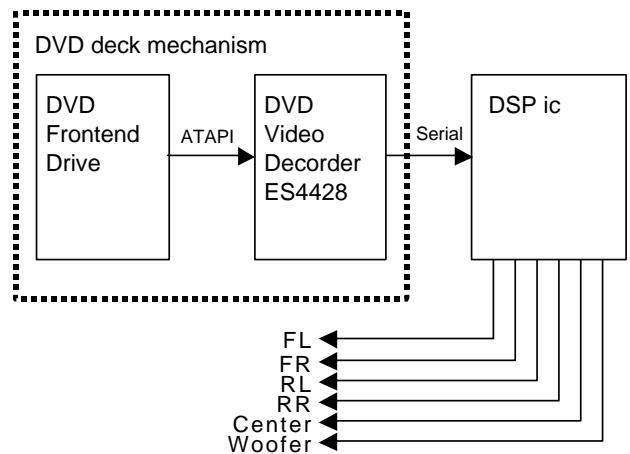 DVD deck mechanism
DVD
Frontend
Drive
ATAPI
DVD
Video
Decorder
ES4428
Serial
DSP ic
FL
FR
RL
RR
Center
Woofer